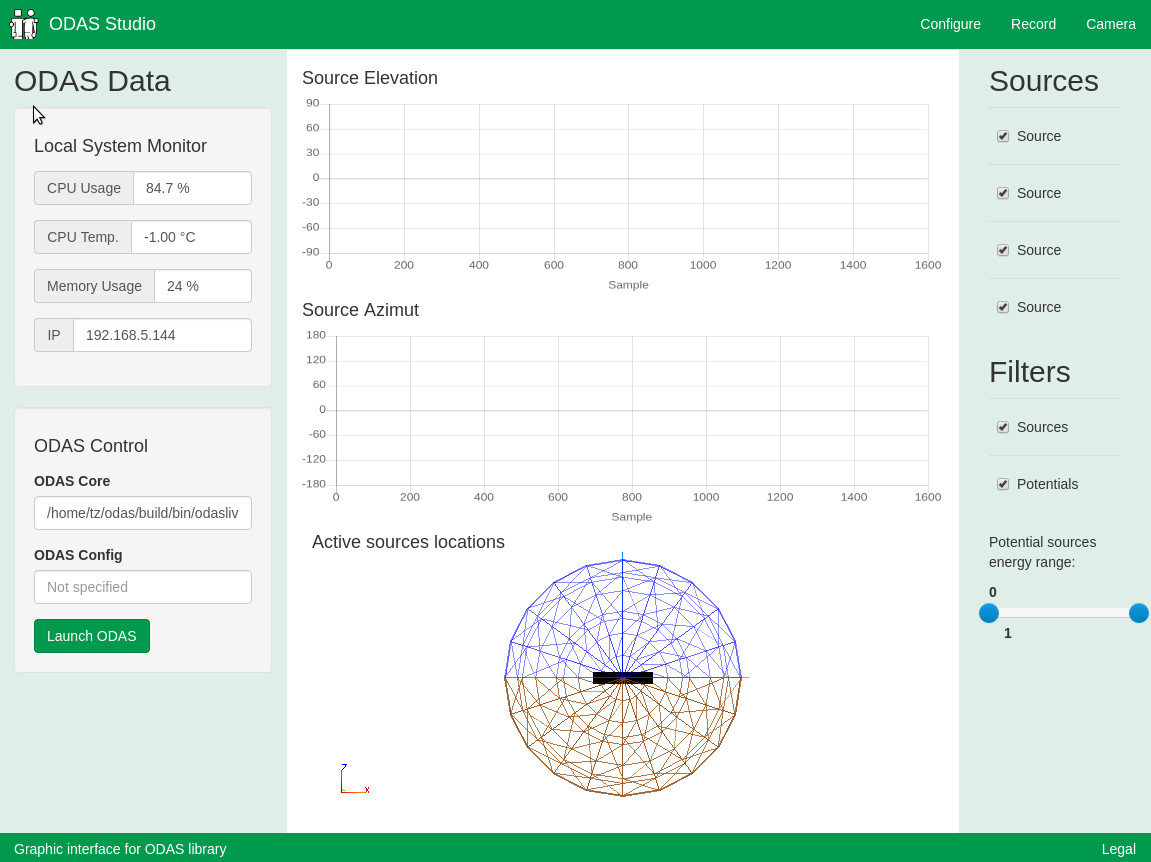 ODAS Studio
Configure Record Camera
ODAS Data
Local System Monitor
CPU Usage 84.7 %
CPU Temp. -1.00 °C
Memory Usage 24 %
IP 192.168.5.144
ODAS Control
ODAS Core
/home/tz/odas/build/bin/odasliv
ODAS Config
Not specified
Launch ODAS
Source Elevation
90
60
30
0
-30
-60
-90
0 200 400 600 800 1000 1200 1400 1600
Sample
Source Azimut
180
120
60
0
-60
-120
-180
0 200 400 600 800 1000 1200 1400 1600
Sample
Active sources locations
z
x
Sources
Source
Source
Source
Source
Filters
Sources
Potentials
Potential sources
energy range:
0
1
Graphic interface for ODAS library
Legal